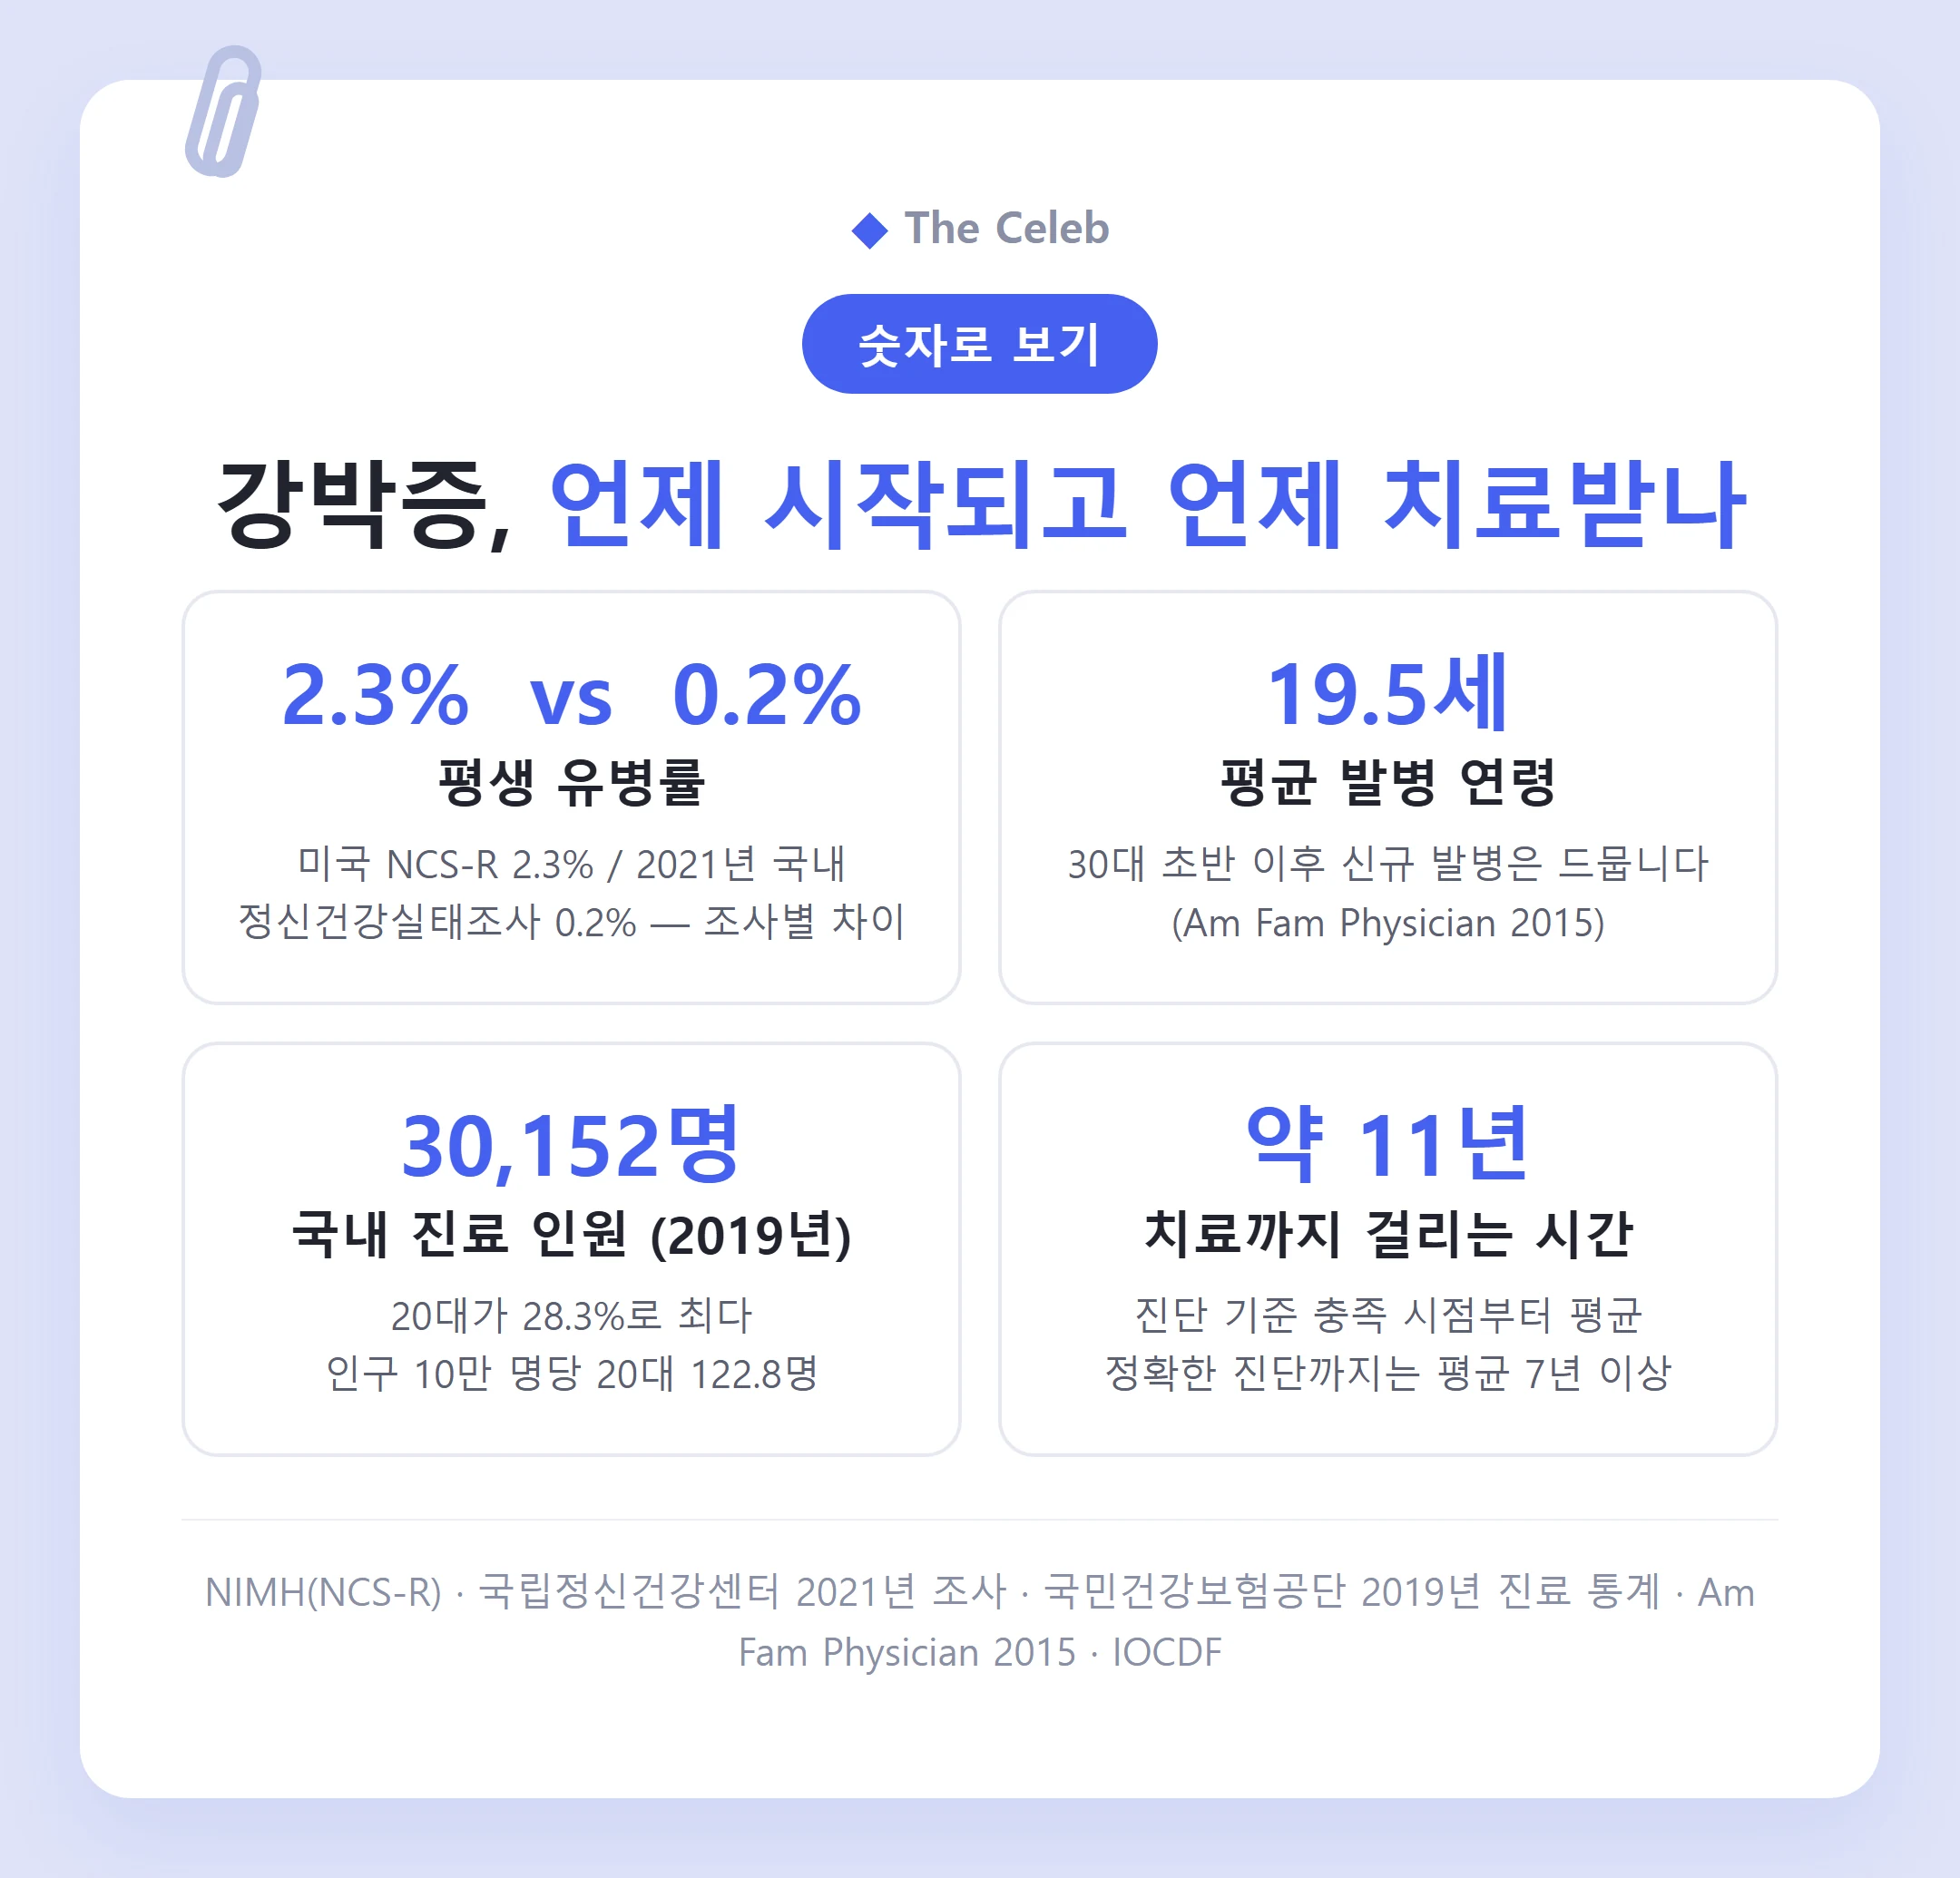 The Celeb
숫자로 보기
강박증, 언제 시작되고 언제 치료받나
2.3% vs 0.2%
평생 유병률
미국 NCS-R 2.3% / 2021년 국내
정신건강실태조사 0.2% — 조사별 차이
19.5세
평균 발병 연령
30대 초반 이후 신규 발병은 드뭅니다
(Am Fam Physician 2015)
30,152명
국내 진료 인원 (2019년)
20대가 28.3%로 최다
인구 10만 명당 20대 122.8명
약 11년
치료까지 걸리는 시간
진단 기준 충족 시점부터 평균
정확한 진단까지는 평균 7년 이상
NIMH(NCS-R) · 국립정신건강센터 2021년 조사 · 국민건강보험공단 2019년 진료 통계 · Am
Fam Physician 2015 · IOCDF